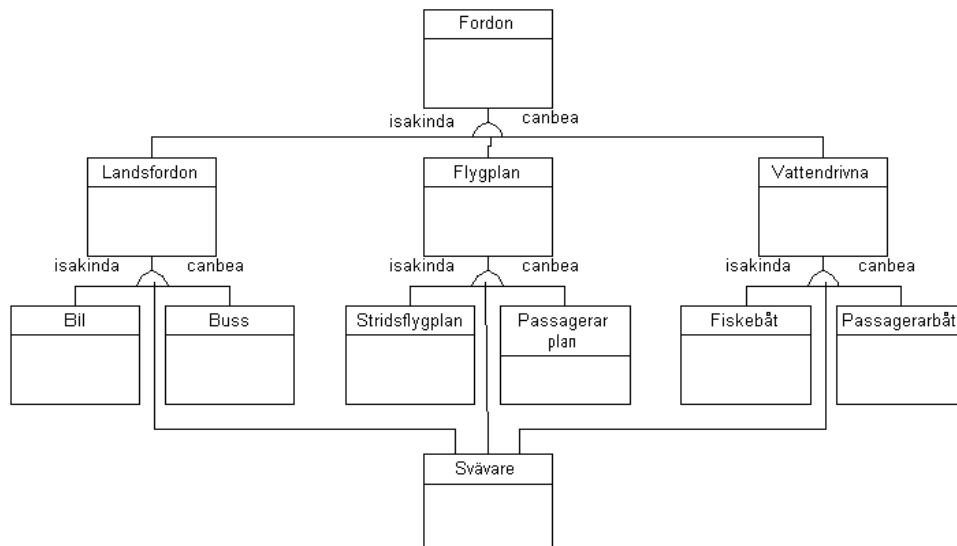 Fordon
isakinda canbea
Landsfordon Flygplan Vattendrivna
isakinda canbea isakinda canbea isakinda canbea
Bil Buss Stridsflygplan Passagerar Fiskebåt Passagerarbåt
plan
Svävare